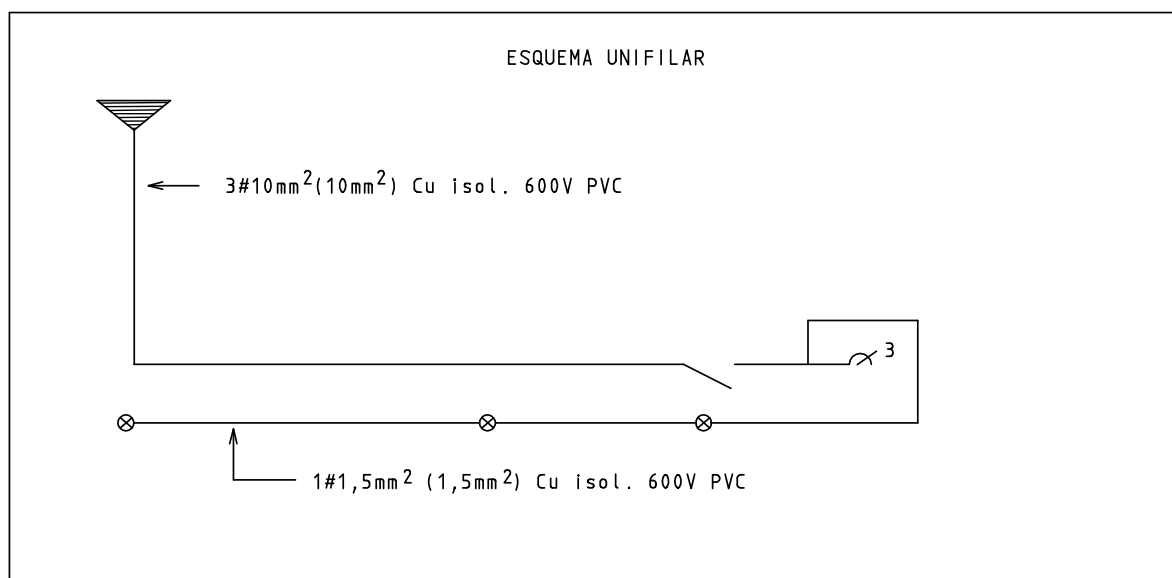 ESQUEMA UNIFILAR
3#10mm²(10mm²) Cu isol. 600V PVC
3
1#1,5mm² (1,5mm²) Cu isol. 600V PVC